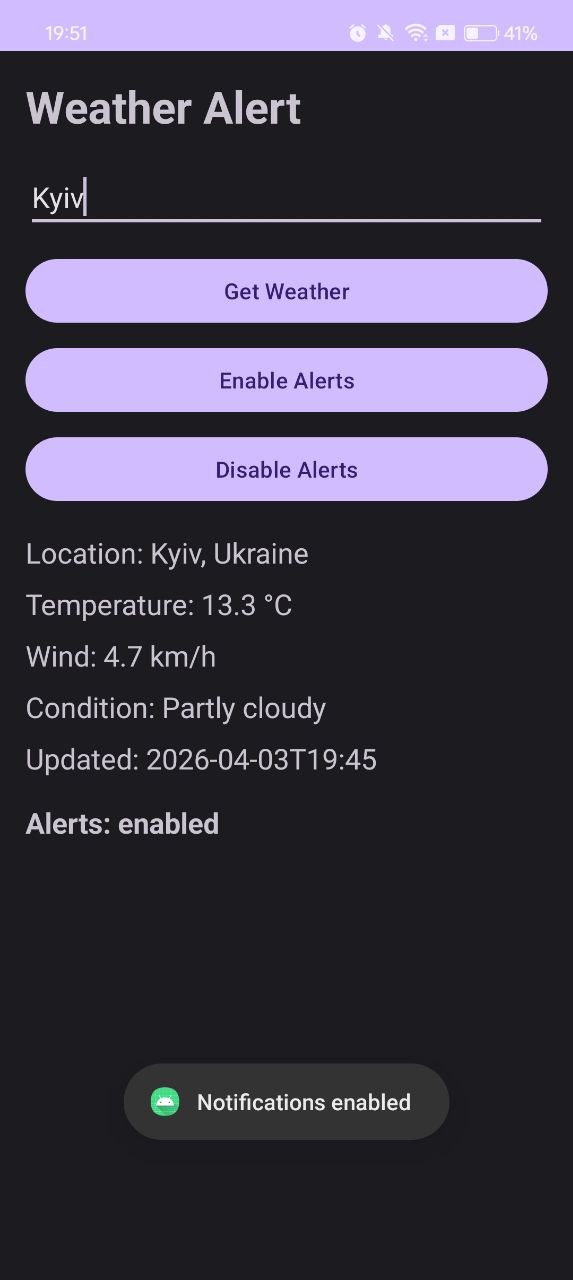 19:51 41%
Weather Alert
Kyiv
Get Weather
Enable Alerts
Disable Alerts
Location: Kyiv, Ukraine
Temperature: 13.3 °C
Wind: 4.7 km/h
Condition: Partly cloudy
Updated: 2026-04-03T19:45
Alerts: enabled
Notifications enabled